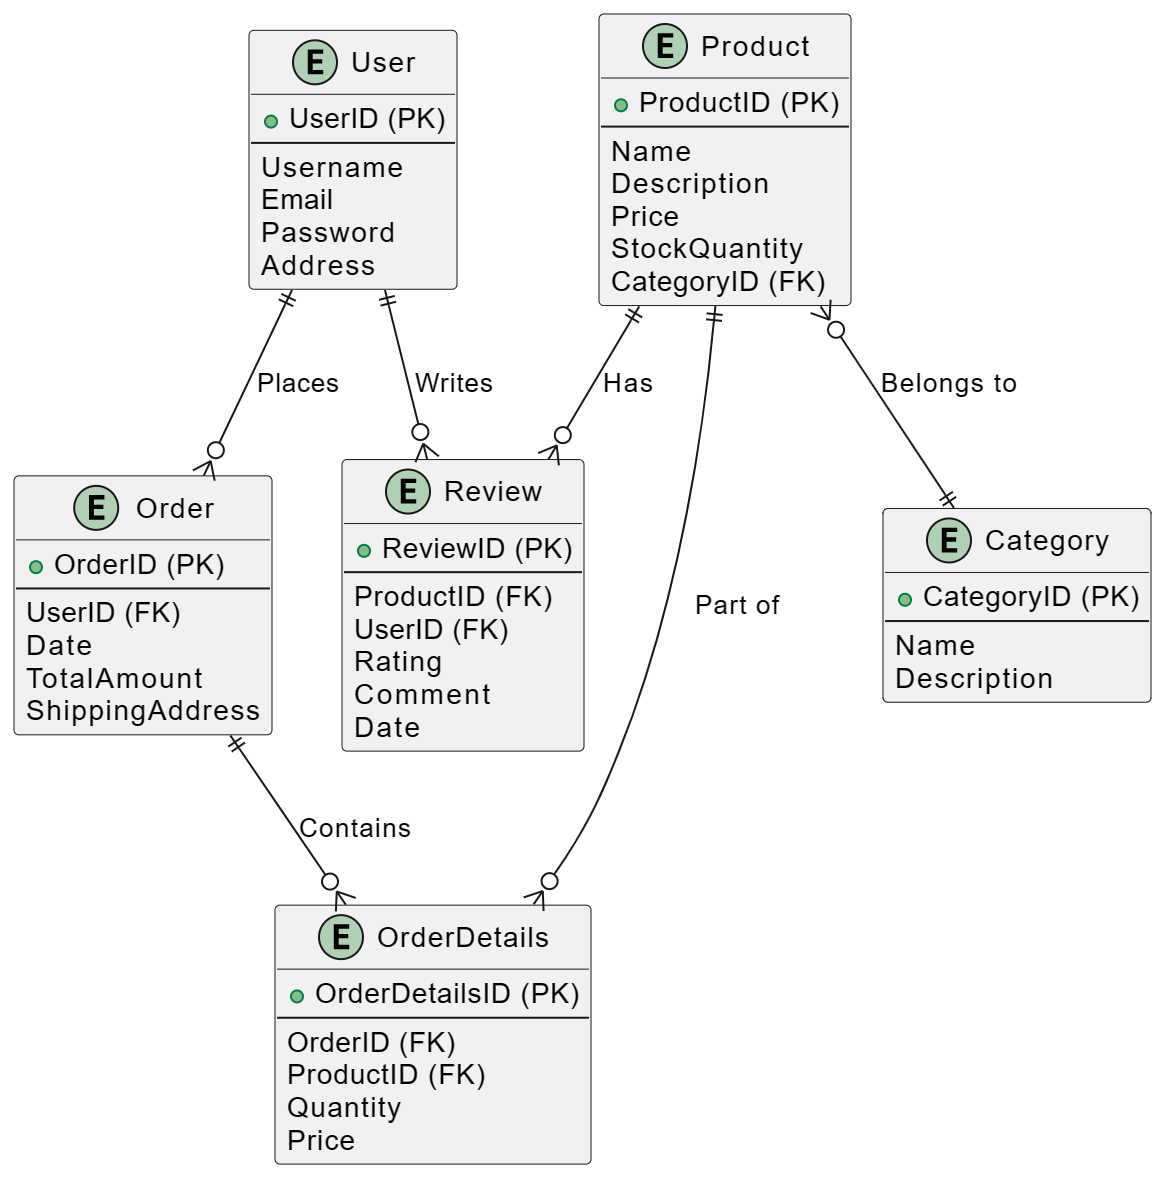 E User
UserID (PK)
Username
Email
Password
Address
E Product
ProductID (PK)
Name
Description
Price
StockQuantity
CategoryID (FK)
Places
Writes
Has
Belongs to
E Order
OrderID (PK)
UserID (FK)
Date
TotalAmount
ShippingAddress
E Review
ReviewID (PK)
ProductID (FK)
UserID (FK)
Rating
Comment
Date
Part of
E Category
CategoryID (PK)
Name
Description
Contains
E OrderDetails
OrderDetailsID (PK)
OrderID (FK)
ProductID (FK)
Quantity
Price